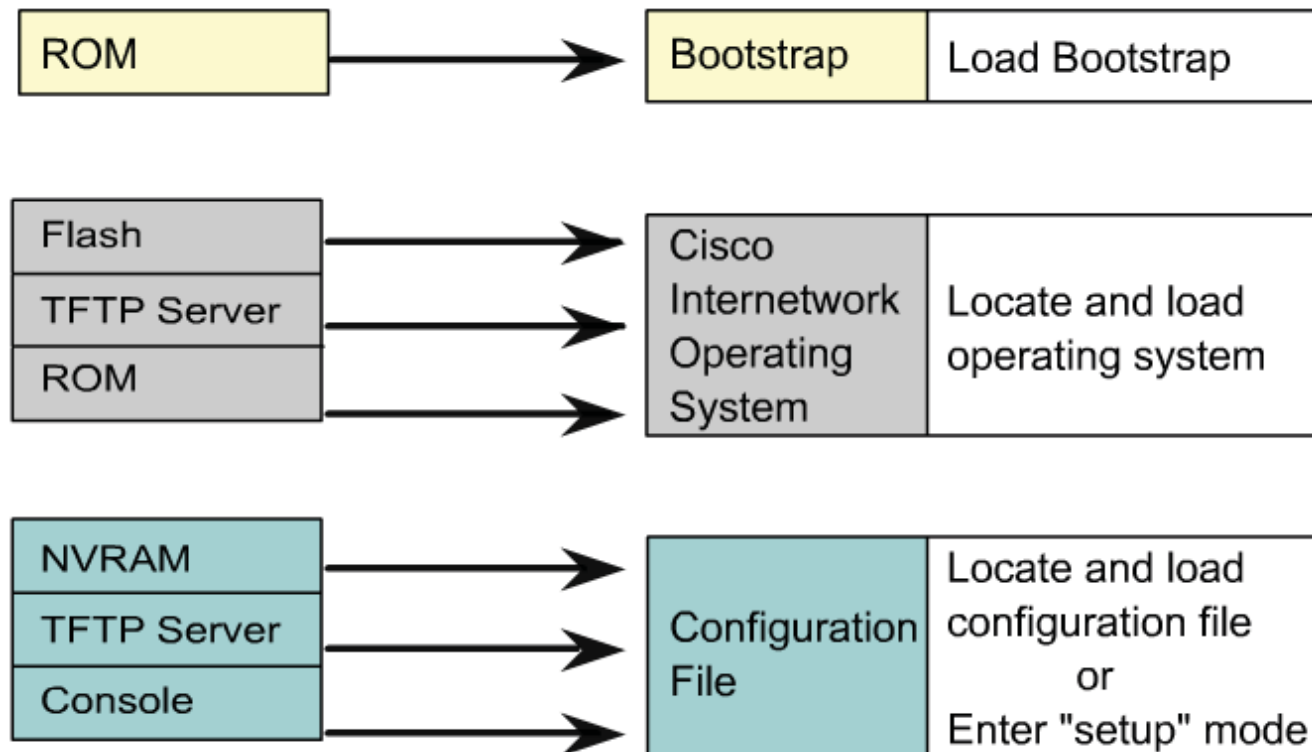 ROM
Bootstrap
Load Bootstrap
Flash
TFTP Server
ROM
Cisco
Internetwork
Operating
System
Locate and load
operating system
NVRAM
TFTP Server
Console
Configuration
File
Locate and load
configuration file
or
Enter "setup" mode